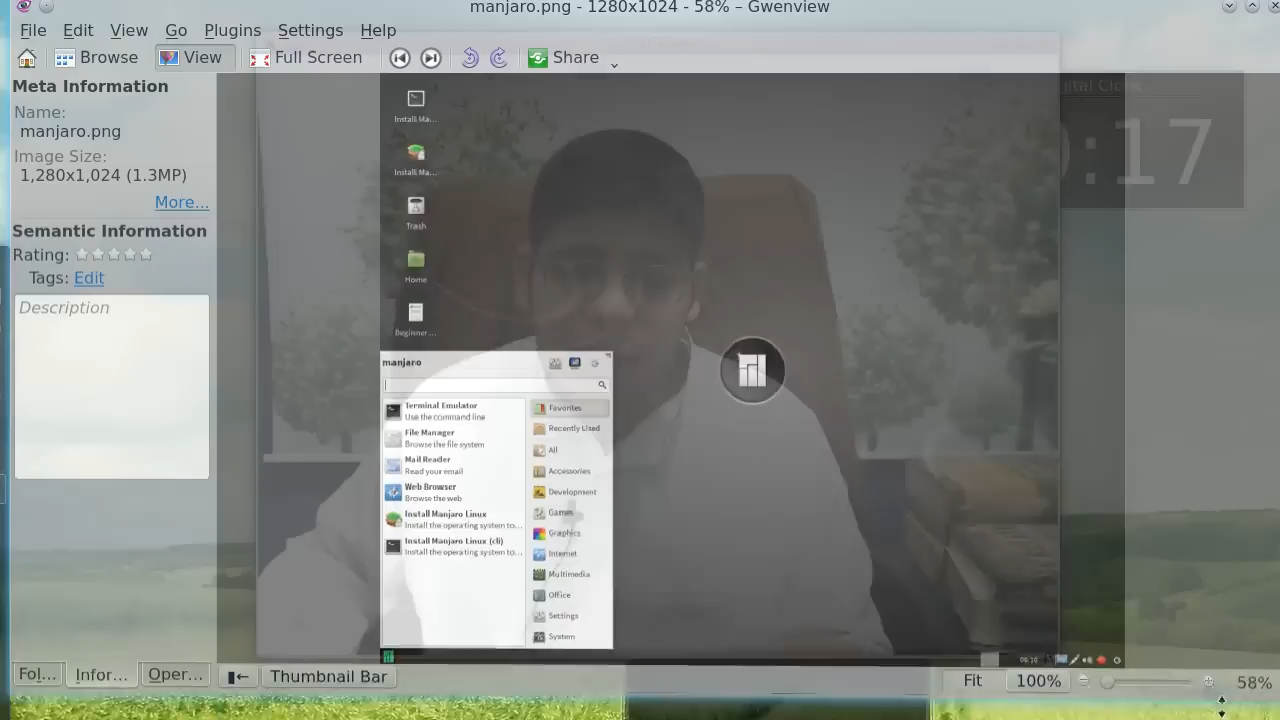 manjaro.png - 1280x1024 - 58% – Gwenview
File Edit View Go Plugins Settings Help
Browse View Full Screen Share
Meta Information
Name:
manjaro.png
Image Size:
1,280x1,024 (1.3MP)
More...
Semantic Information
Rating:
Tags: Edit
Description
Install Ma...
Install Ma...
Trash
Home
Beginner ...
:17
manjaro
Terminal Emulator
Use the command line
File Manager
Browse the file system
Mail Reader
Read your email
Web Browser
Browse the web
Install Manjaro Linux
Install the operating system to...
Install Manjaro Linux (cli)
Install the operating system to...
Favorites
Recently Used
All
Accessories
Development
Games
Graphics
Internet
Multimedia
Office
Settings
System
Fol... Infor... Oper... Thumbnail Bar Fit 100% 58%